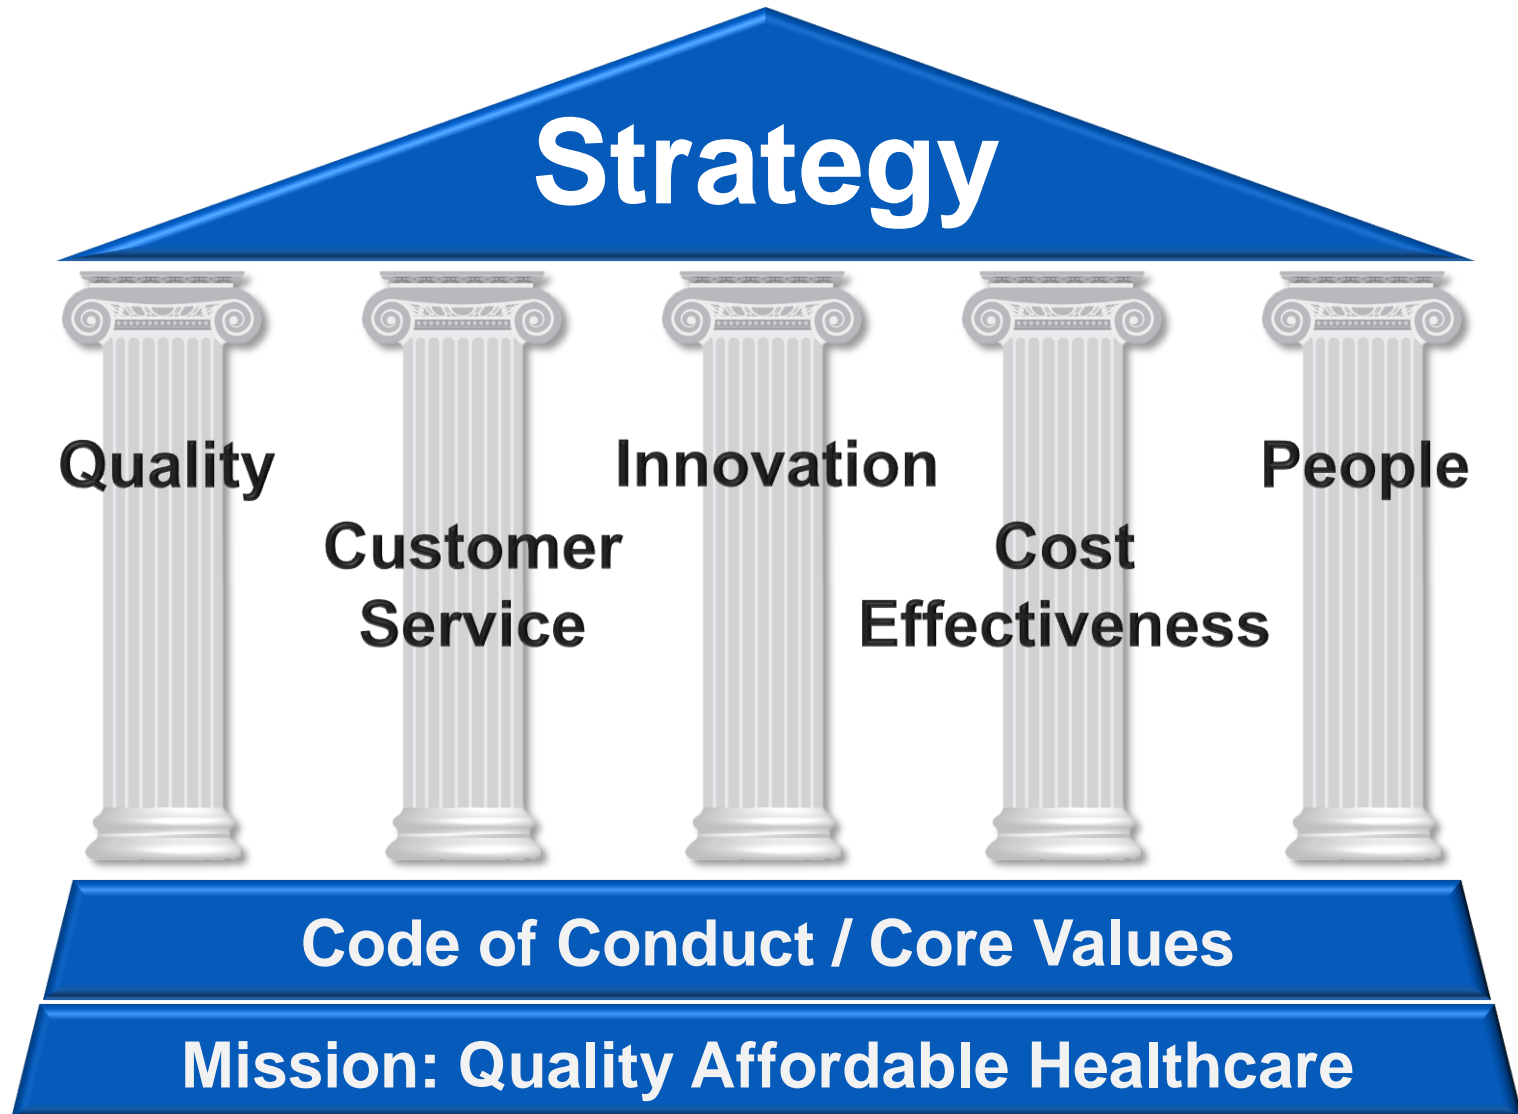 Strategy
Quality
Customer
Service
Innovation
Cost
Effectiveness
People
Code of Conduct / Core Values
Mission: Quality Affordable Healthcare